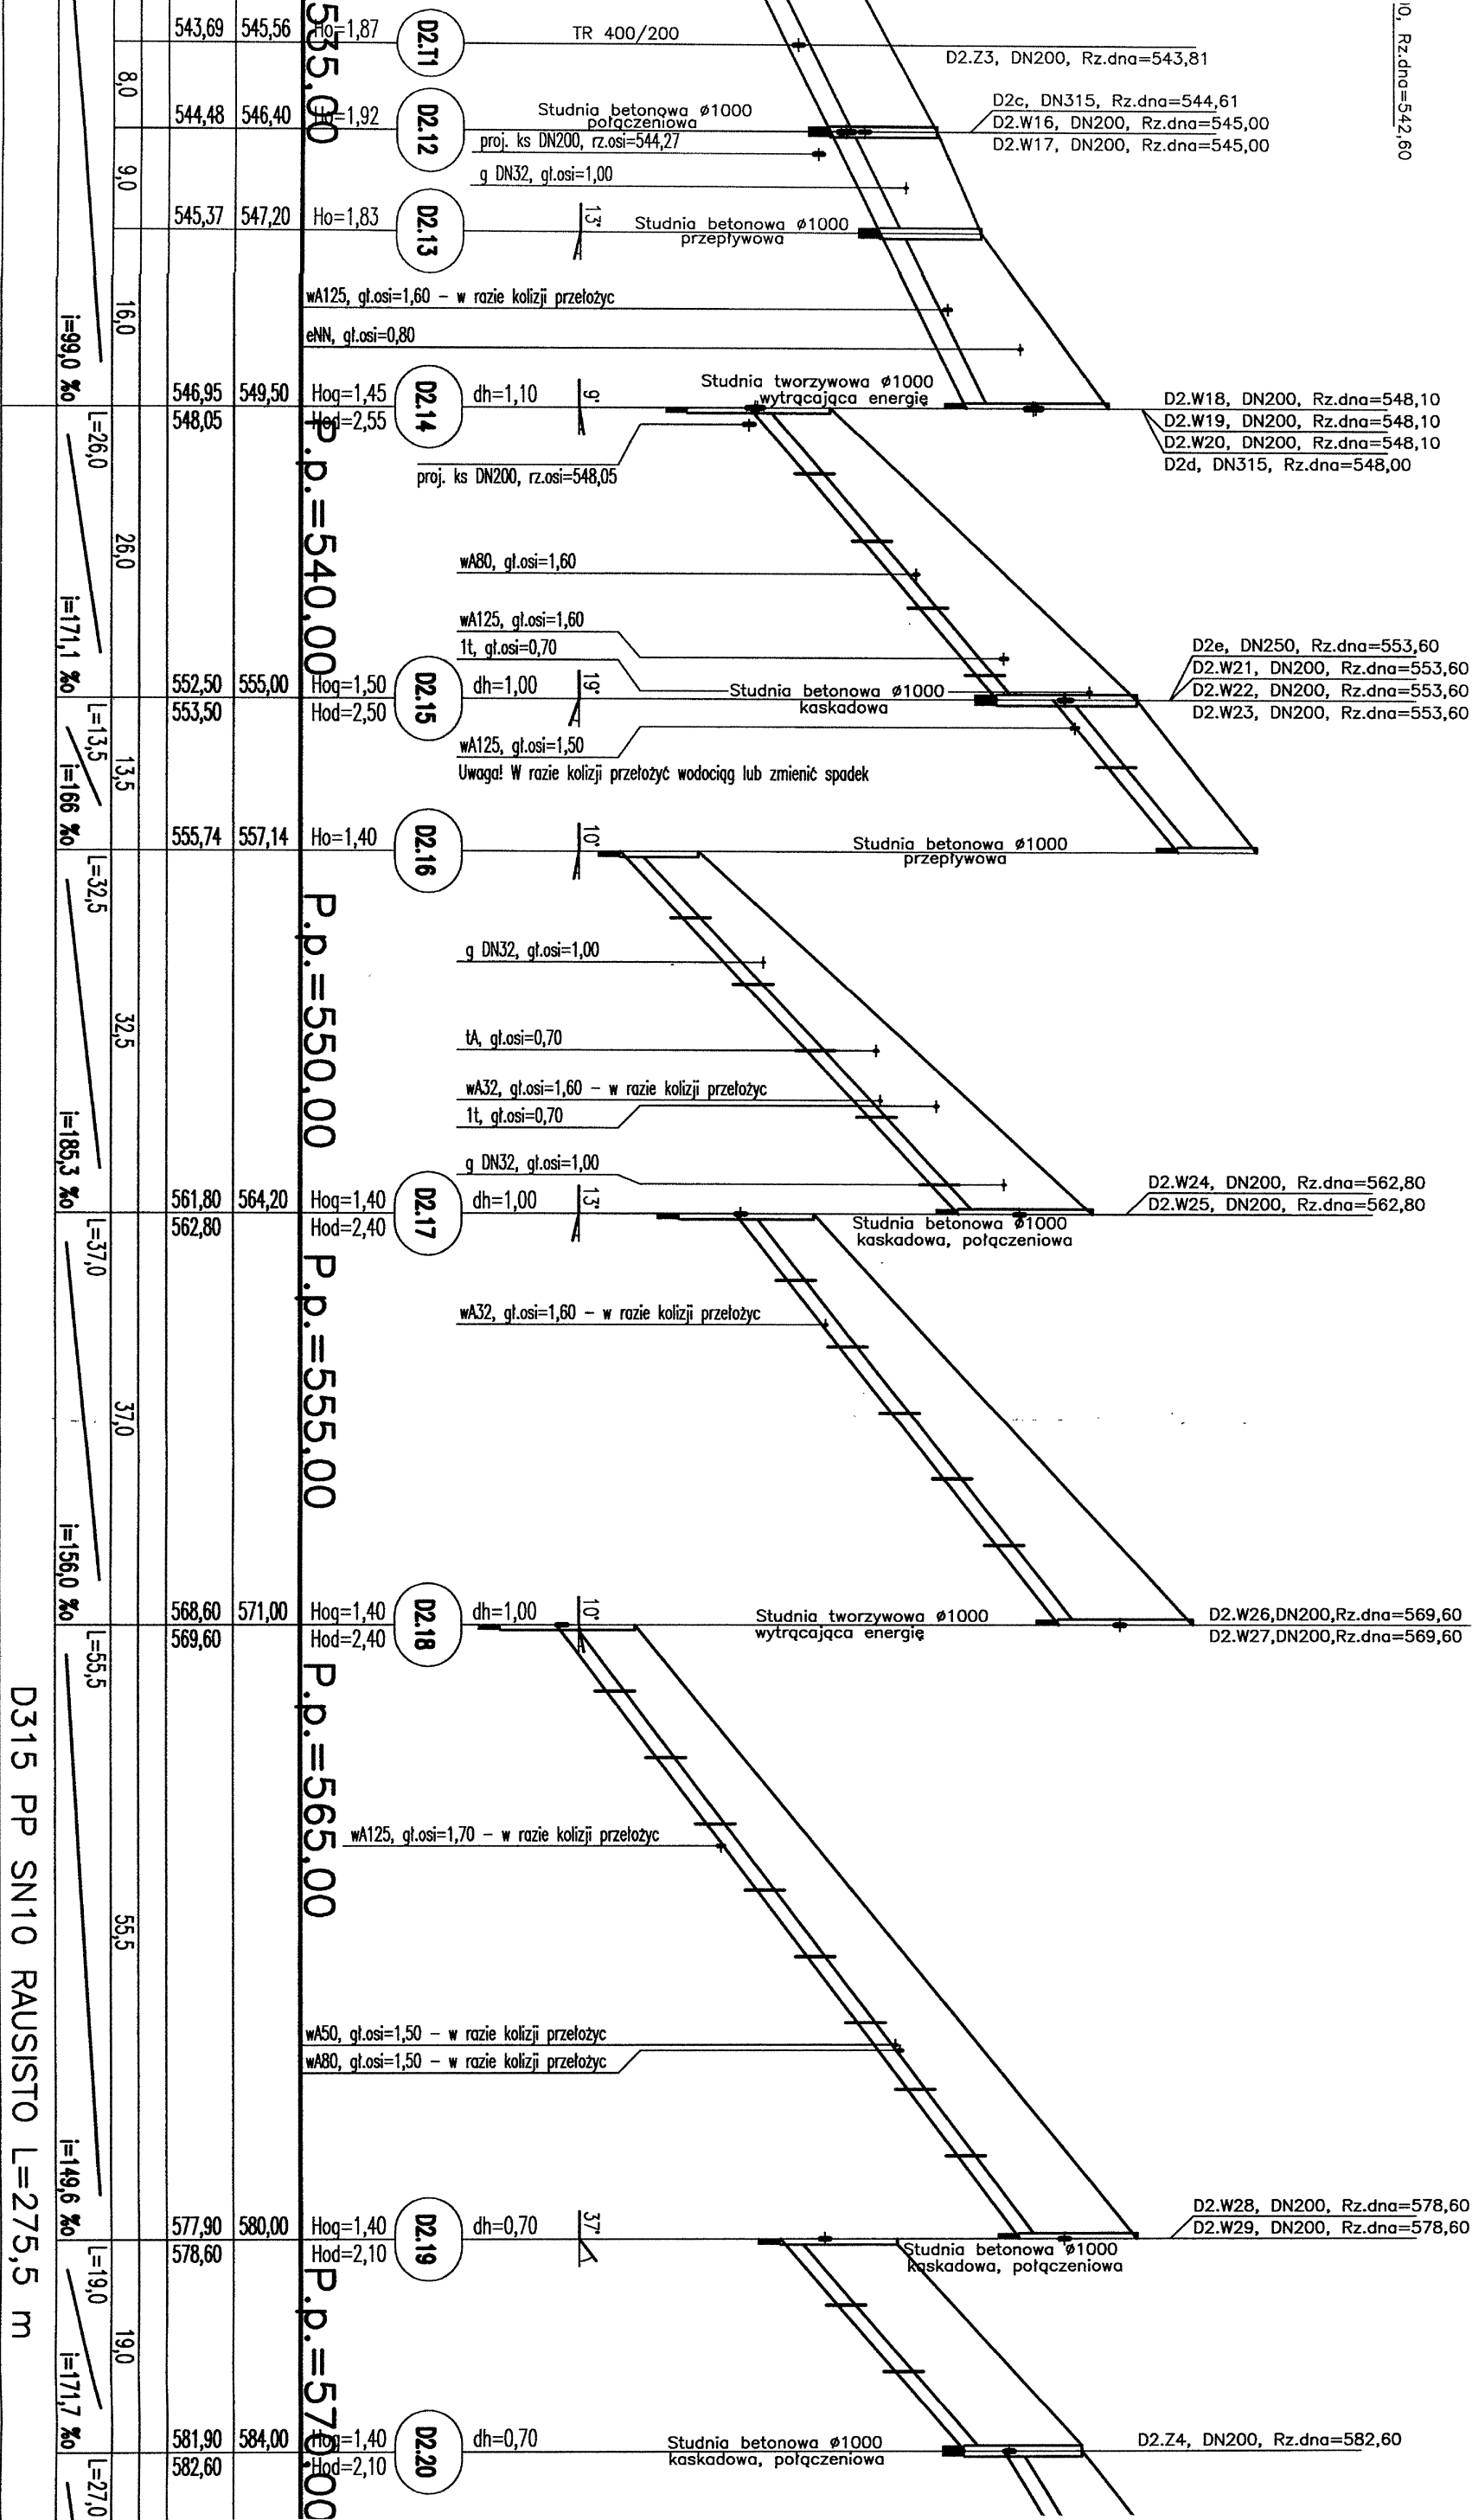 10, Rz.dna=542,60
535,00
543,69 545,56 Ho=1,87 D2.T1 TR 400/200
D2.Z3, DN200, Rz.dna=543,81
8,0
544,48 546,40 Ho=1,92 D2.12 Studnia betonowa ø1000
połączeniowa
D2c, DN315, Rz.dna=544,61
D2.W16, DN200, Rz.dna=545,00
D2.W17, DN200, Rz.dna=545,00
proj. ks DN200, rz.osi=544,27
9,0
g DN32, gł.osi=1,00
545,37 547,20 Ho=1,83 D2.13 13° Studnia betonowa ø1000
przepływowa
16,0
wA125, gł.osi=1,60 – w razie kolizji przełożyc
eNN, gł.osi=0,80
i=99,0 ‰
546,95 549,50 Hog=1,45 D2.14 dh=1,10 9° Studnia tworzywowa ø1000
wytrącająca energię
548,05 Hod=2,55
D2.W18, DN200, Rz.dna=548,10
D2.W19, DN200, Rz.dna=548,10
D2.W20, DN200, Rz.dna=548,10
D2d, DN315, Rz.dna=548,00
proj. ks DN200, rz.osi=548,05
L=26,0
P.p.=540,00
26,0
wA80, gł.osi=1,60
i=171,1 ‰
wA125, gł.osi=1,60
1t, gł.osi=0,70
552,50 555,00 Hog=1,50 D2.15 dh=1,00 19° Studnia betonowa ø1000
kaskadowa
553,50 Hod=2,50
D2e, DN250, Rz.dna=553,60
D2.W21, DN200, Rz.dna=553,60
D2.W22, DN200, Rz.dna=553,60
D2.W23, DN200, Rz.dna=553,60
wA125, gł.osi=1,50
Uwaga! W razie kolizji przełożyć wodociąg lub zmienić spadek
L=13,5
13,5
i=166 ‰
555,74 557,14 Ho=1,40 D2.16 10° Studnia betonowa ø1000
przepływowa
L=32,5
P.p.=550,00
32,5
g DN32, gł.osi=1,00
tA, gł.osi=0,70
wA32, gł.osi=1,60 – w razie kolizji przełożyc
1t, gł.osi=0,70
g DN32, gł.osi=1,00
i=185,3 ‰
561,80 564,20 Hog=1,40 D2.17 dh=1,00 13° Studnia betonowa ø1000
kaskadowa, połączeniowa
562,80 Hod=2,40
D2.W24, DN200, Rz.dna=562,80
D2.W25, DN200, Rz.dna=562,80
L=37,0
P.p.=555,00
37,0
wA32, gł.osi=1,60 – w razie kolizji przełożyc
i=156,0 ‰
568,60 571,00 Hog=1,40 D2.18 dh=1,00 10° Studnia tworzywowa ø1000
wytrącająca energię
569,60 Hod=2,40
D2.W26,DN200,Rz.dna=569,60
D2.W27,DN200,Rz.dna=569,60
L=55,5
P.p.=565,00
55,5
wA125, gł.osi=1,70 – w razie kolizji przełożyc
wA50, gł.osi=1,50 – w razie kolizji przełożyc
wA80, gł.osi=1,50 – w razie kolizji przełożyc
i=149,6 ‰
577,90 580,00 Hog=1,40 D2.19 dh=0,70 37° Studnia betonowa ø1000
kaskadowa, połączeniowa
578,60 Hod=2,10
D2.W28, DN200, Rz.dna=578,60
D2.W29, DN200, Rz.dna=578,60
L=19,0
P.p.=570,00
19,0
i=171,7 ‰
581,90 584,00 Hog=1,40 D2.20 dh=0,70 Studnia betonowa ø1000
kaskadowa, połączeniowa
582,60 Hod=2,10
D2.Z4, DN200, Rz.dna=582,60
L=27,0
D315 PP SN10 RAUSISTO L=275,5 m